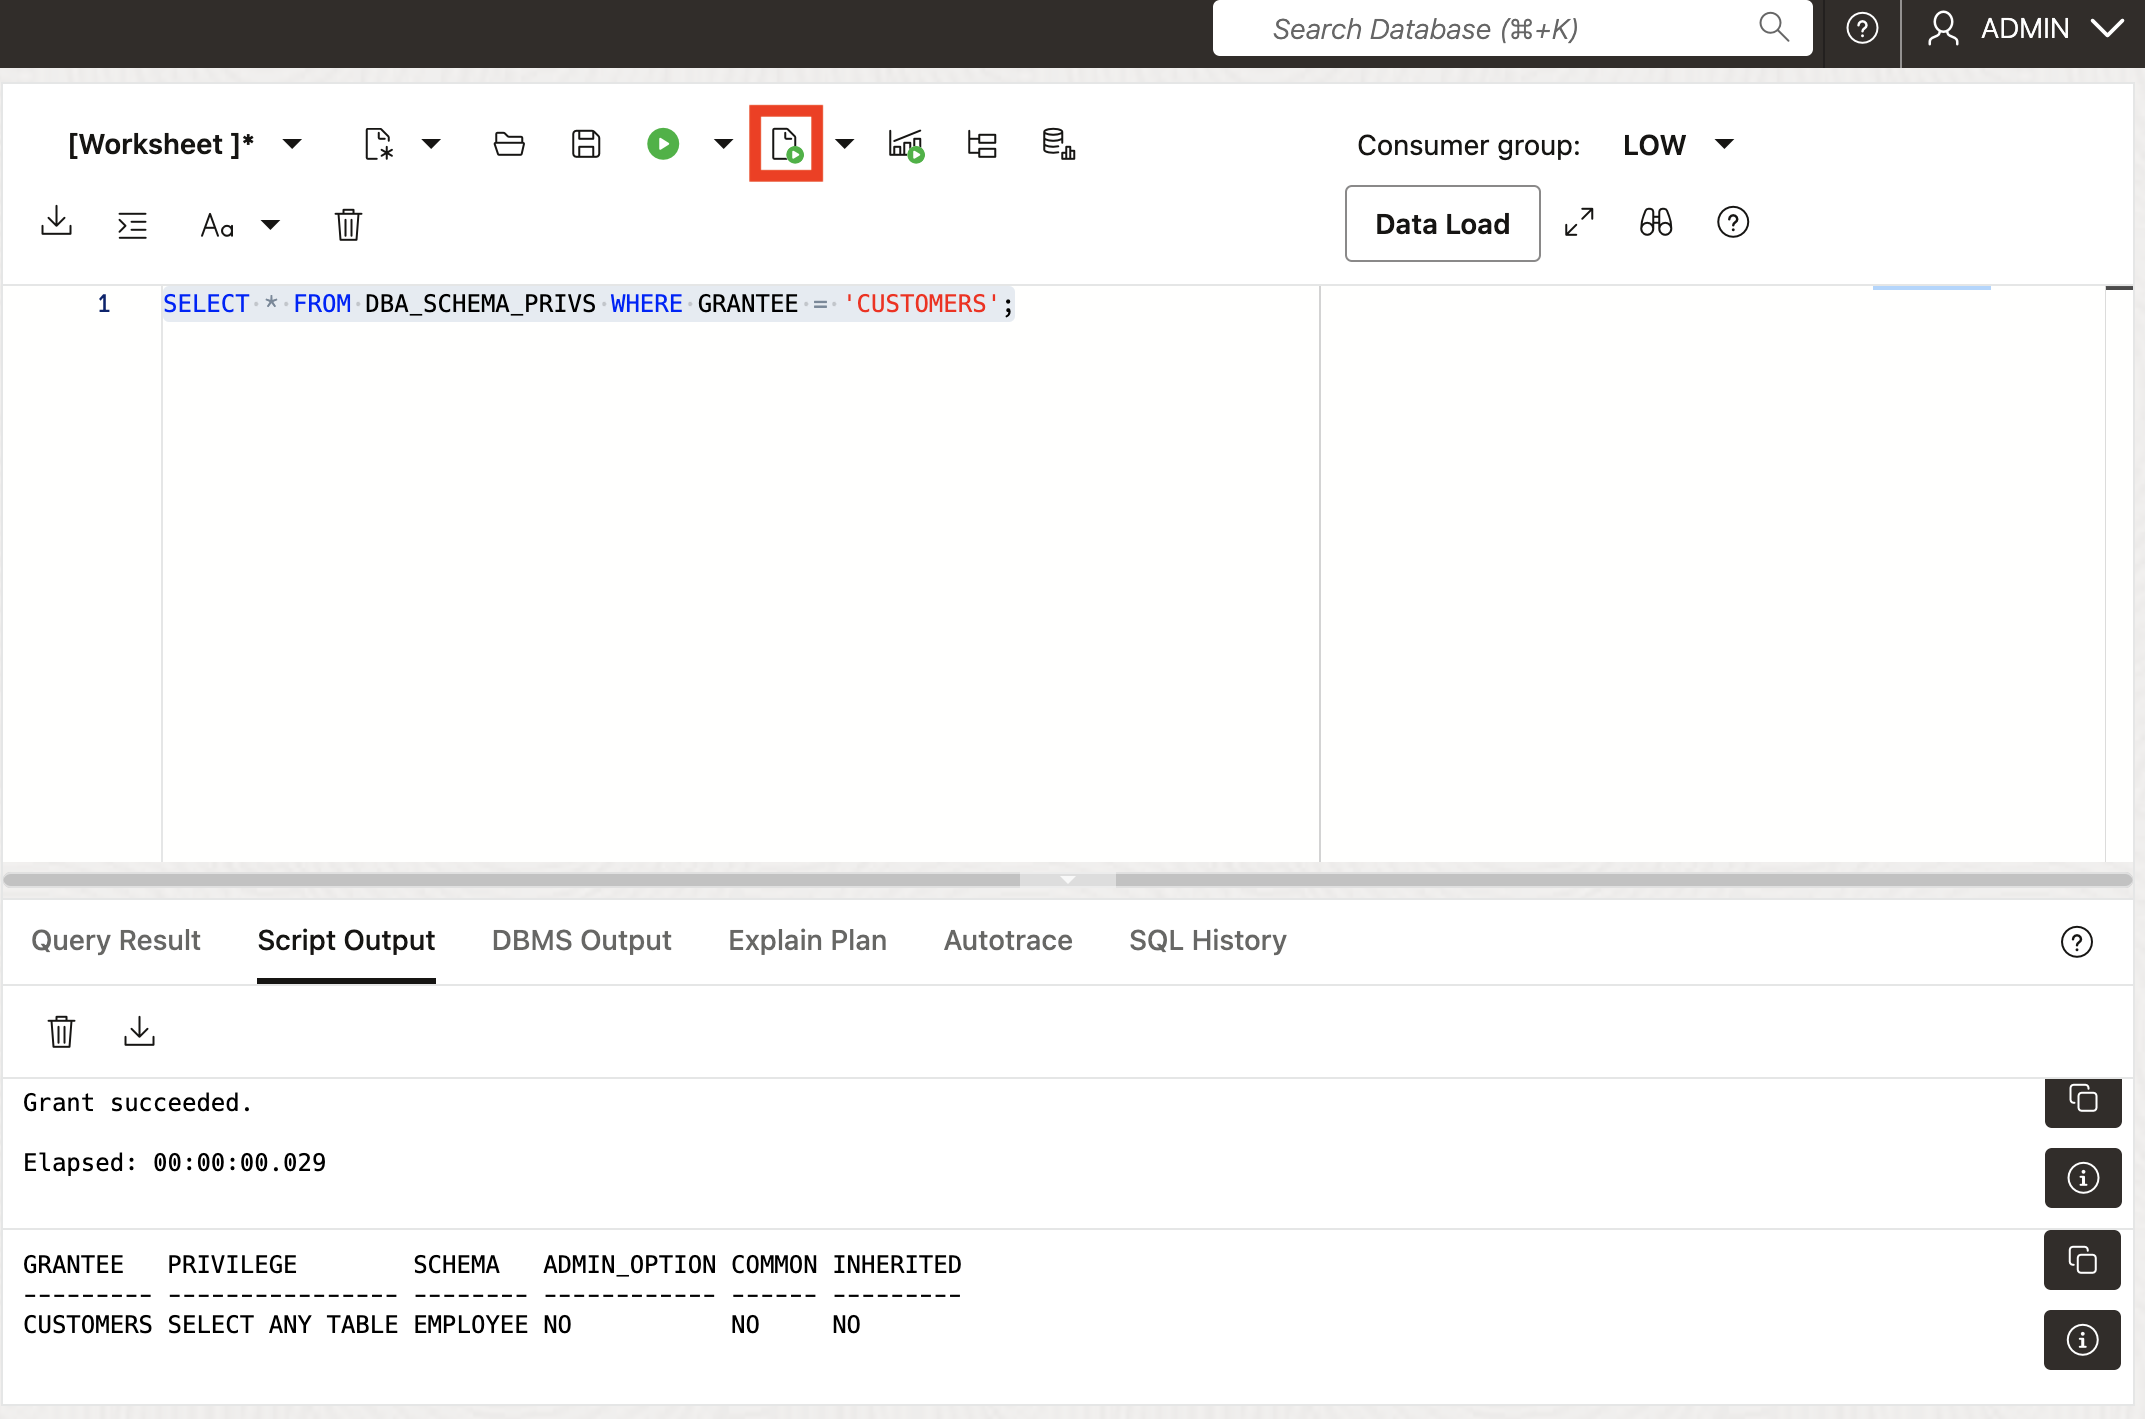 Search Database (⌘+K)
ADMIN
[Worksheet ]*
Consumer group: LOW
Aa
Data Load
1 SELECT * FROM DBA_SCHEMA_PRIVS WHERE GRANTEE = 'CUSTOMERS';
Query Result Script Output DBMS Output Explain Plan Autotrace SQL History
Grant succeeded.
Elapsed: 00:00:00.029
GRANTEE   PRIVILEGE        SCHEMA   ADMIN_OPTION COMMON INHERITED
--------- ---------------- -------- ------------ ------ ---------
CUSTOMERS SELECT ANY TABLE EMPLOYEE NO           NO     NO